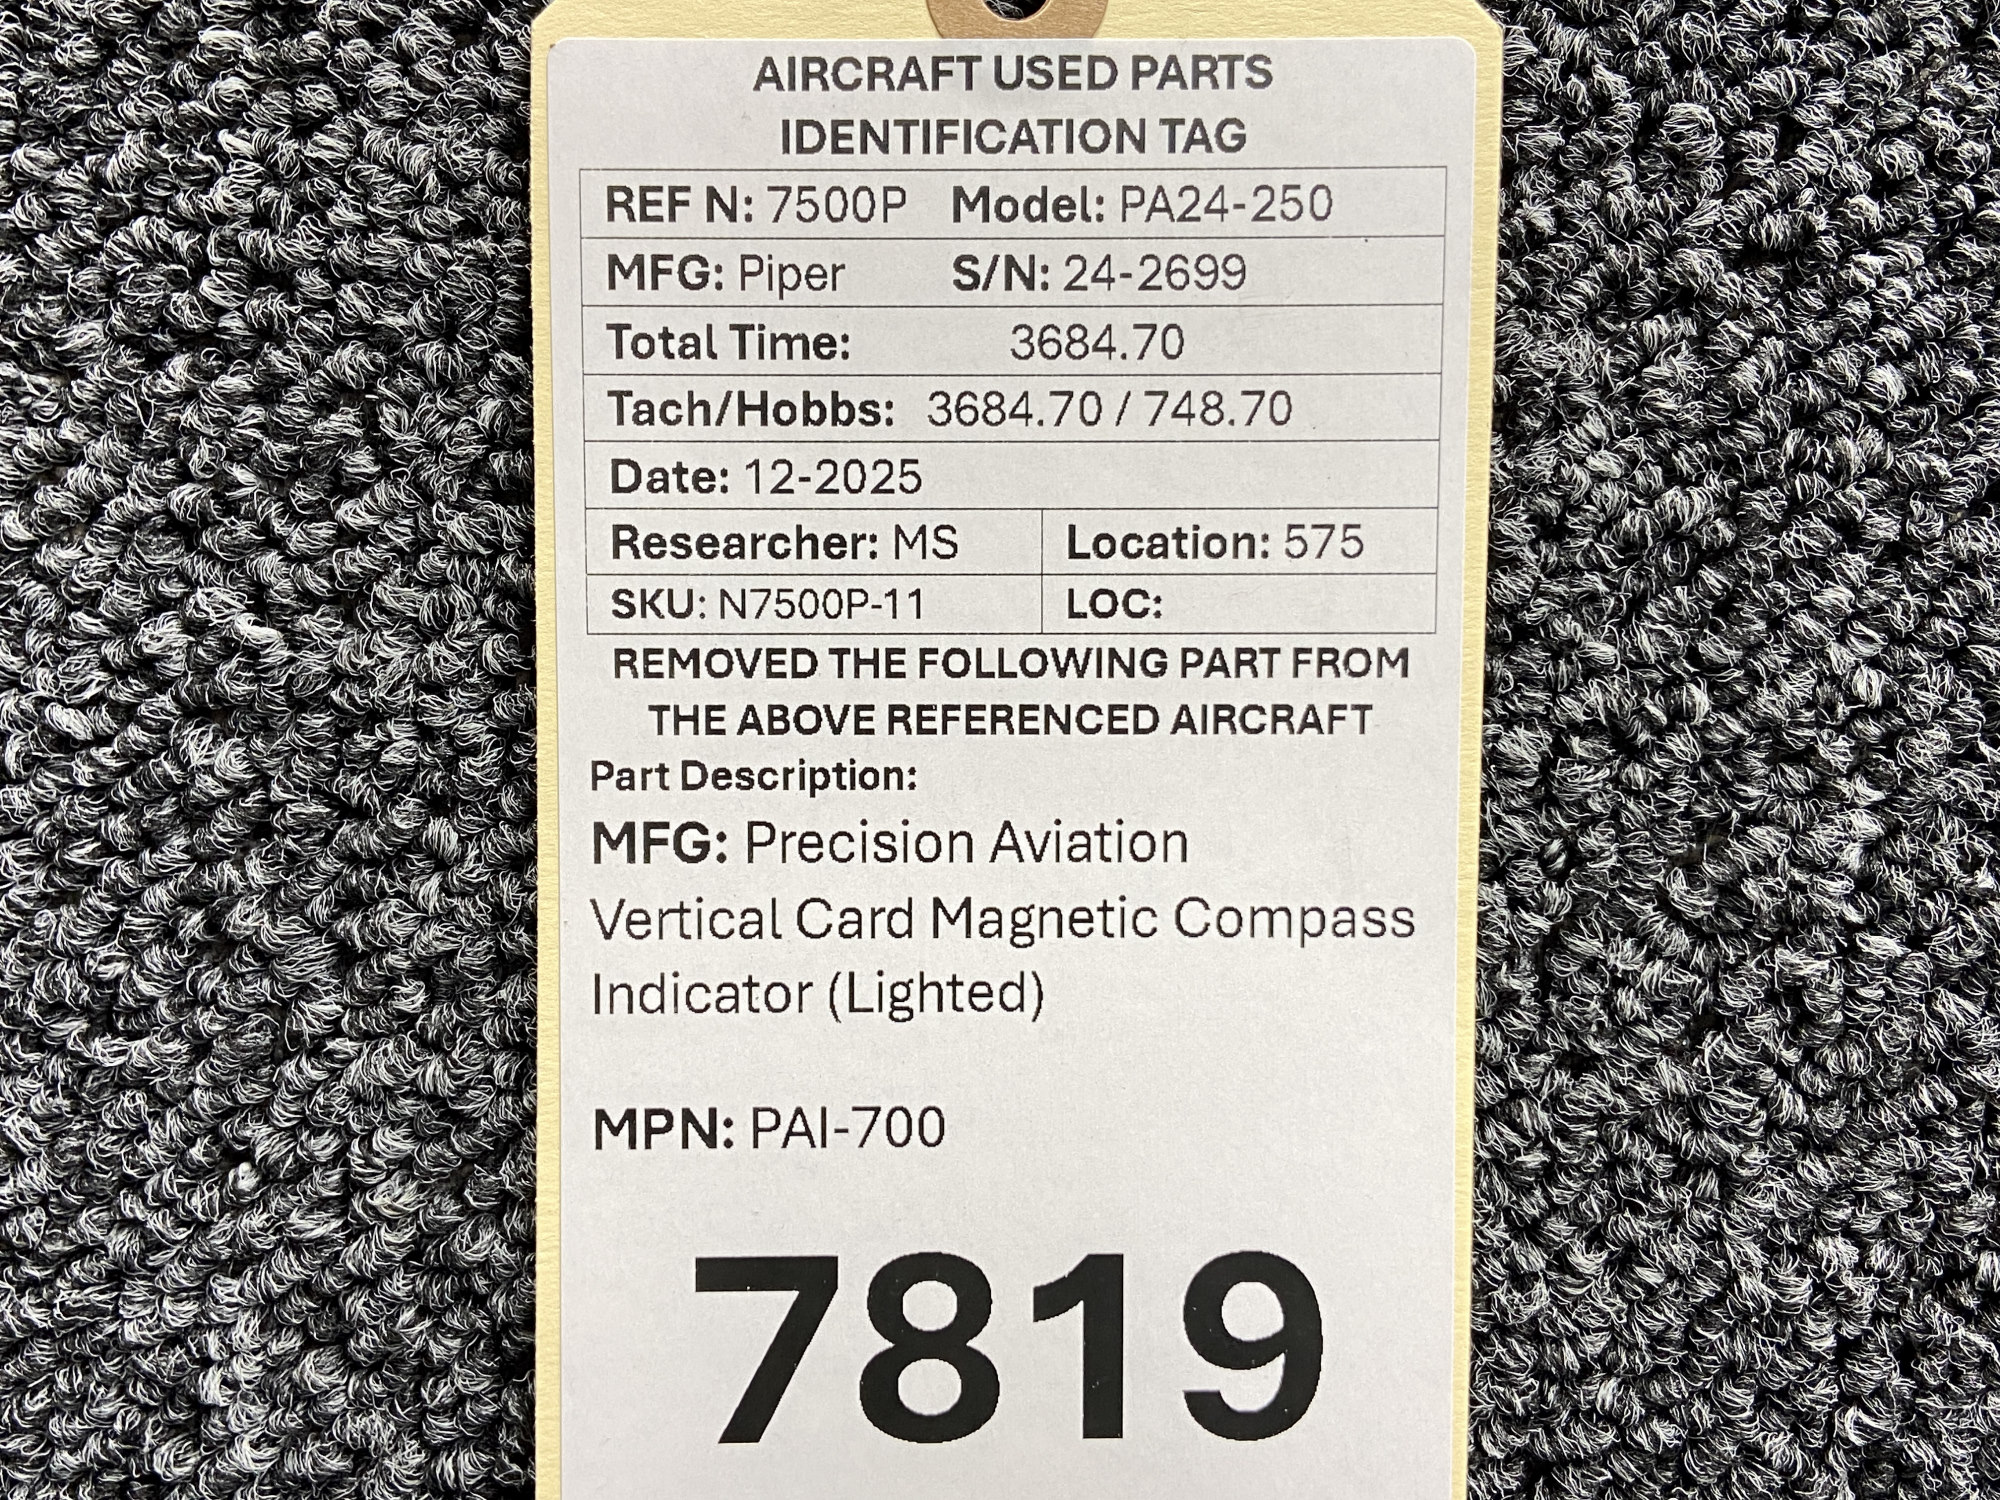 AIRCRAFT USED PARTS
IDENTIFICATION TAG
REF N: 7500P Model: PA24-250
MFG: Piper S/N: 24-2699
Total Time: 3684.70
Tach/Hobbs: 3684.70 / 748.70
Date: 12-2025
Researcher: MS Location: 575
SKU: N7500P-11 LOC:
REMOVED THE FOLLOWING PART FROM
THE ABOVE REFERENCED AIRCRAFT
Part Description:
MFG: Precision Aviation
Vertical Card Magnetic Compass
Indicator (Lighted)
MPN: PAI-700
7819